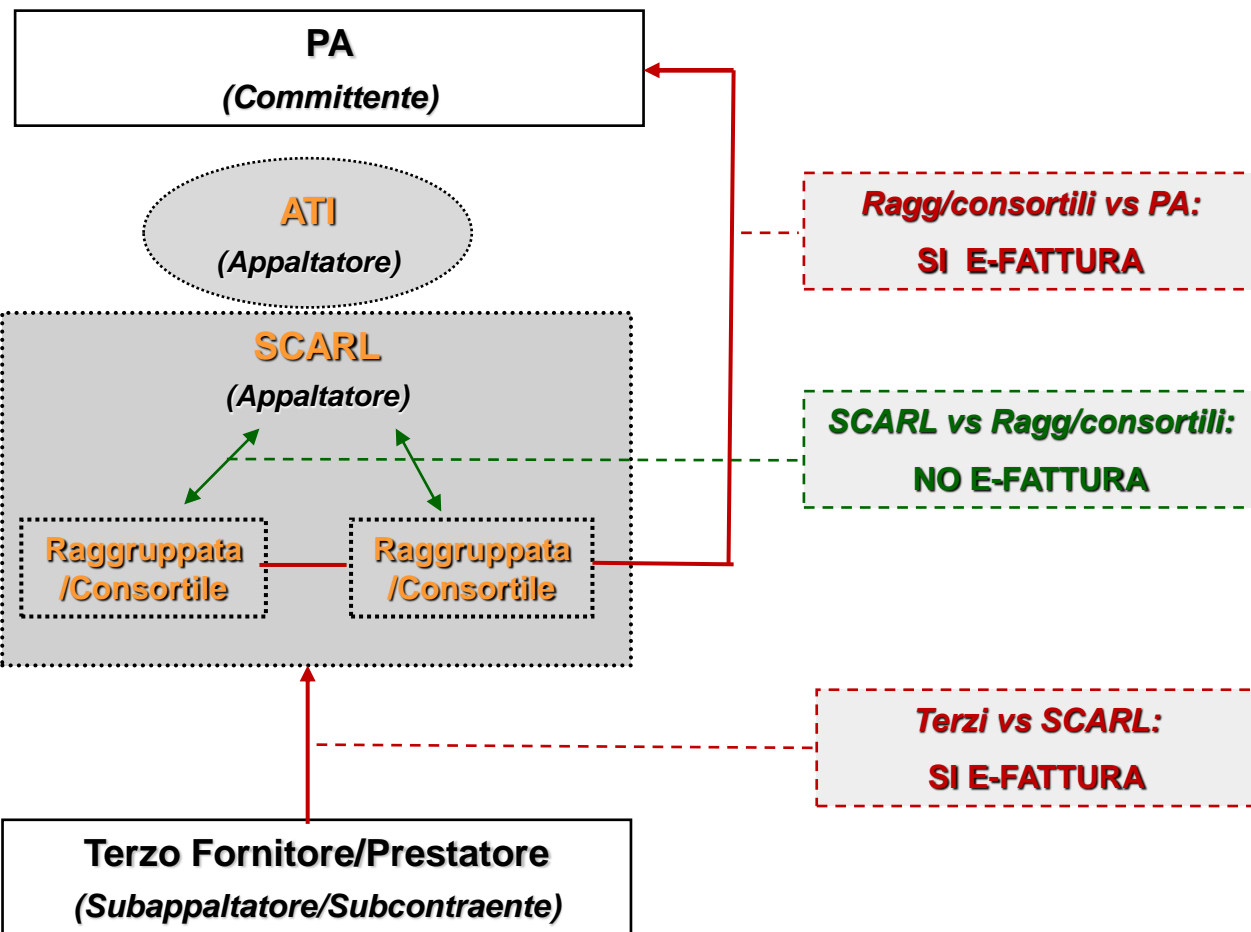 PA
(Committente)
ATI
(Appaltatore)
Ragg/consortili vs PA:
SI E-FATTURA
SCARL
(Appaltatore)
SCARL vs Ragg/consortili:
NO E-FATTURA
Raggruppata
/Consortile
Raggruppata
/Consortile
Terzi vs SCARL:
SI E-FATTURA
Terzo Fornitore/Prestatore
(Subappaltatore/Subcontraente)